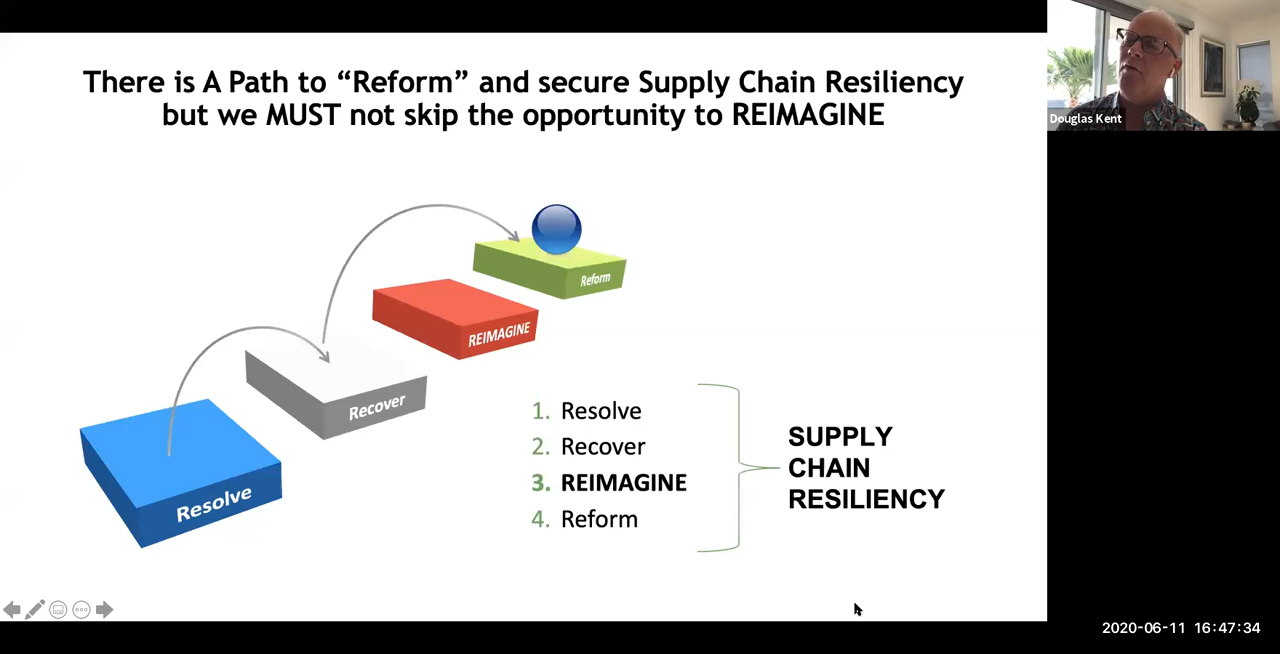 There is A Path to “Reform” and secure Supply Chain Resiliency
but we MUST not skip the opportunity to REIMAGINE
Douglas Kent
Reform
REIMAGINE
Recover
Resolve
1. Resolve
2. Recover
3. REIMAGINE
4. Reform
SUPPLY
CHAIN
RESILIENCY
2020-06-11 16:47:34